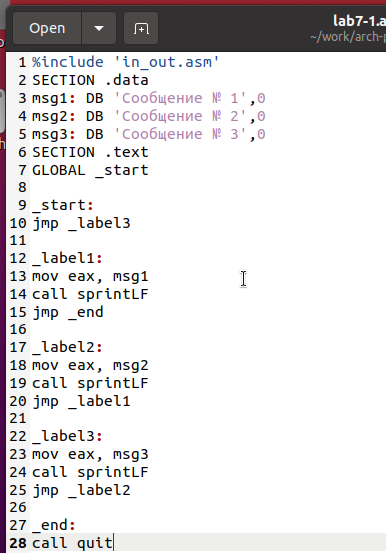 Open
lab7-1.a
~/work/arch-p
1 %include 'in_out.asm'
2 SECTION .data
3 msg1: DB 'Сообщение № 1',0
4 msg2: DB 'Сообщение № 2',0
5 msg3: DB 'Сообщение № 3',0
6 SECTION .text
7 GLOBAL _start
8
9 _start:
10 jmp _label3
11
12 _label1:
13 mov eax, msg1
14 call sprintLF
15 jmp _end
16
17 _label2:
18 mov eax, msg2
19 call sprintLF
20 jmp _label1
21
22 _label3:
23 mov eax, msg3
24 call sprintLF
25 jmp _label2
26
27 _end:
28 call quit